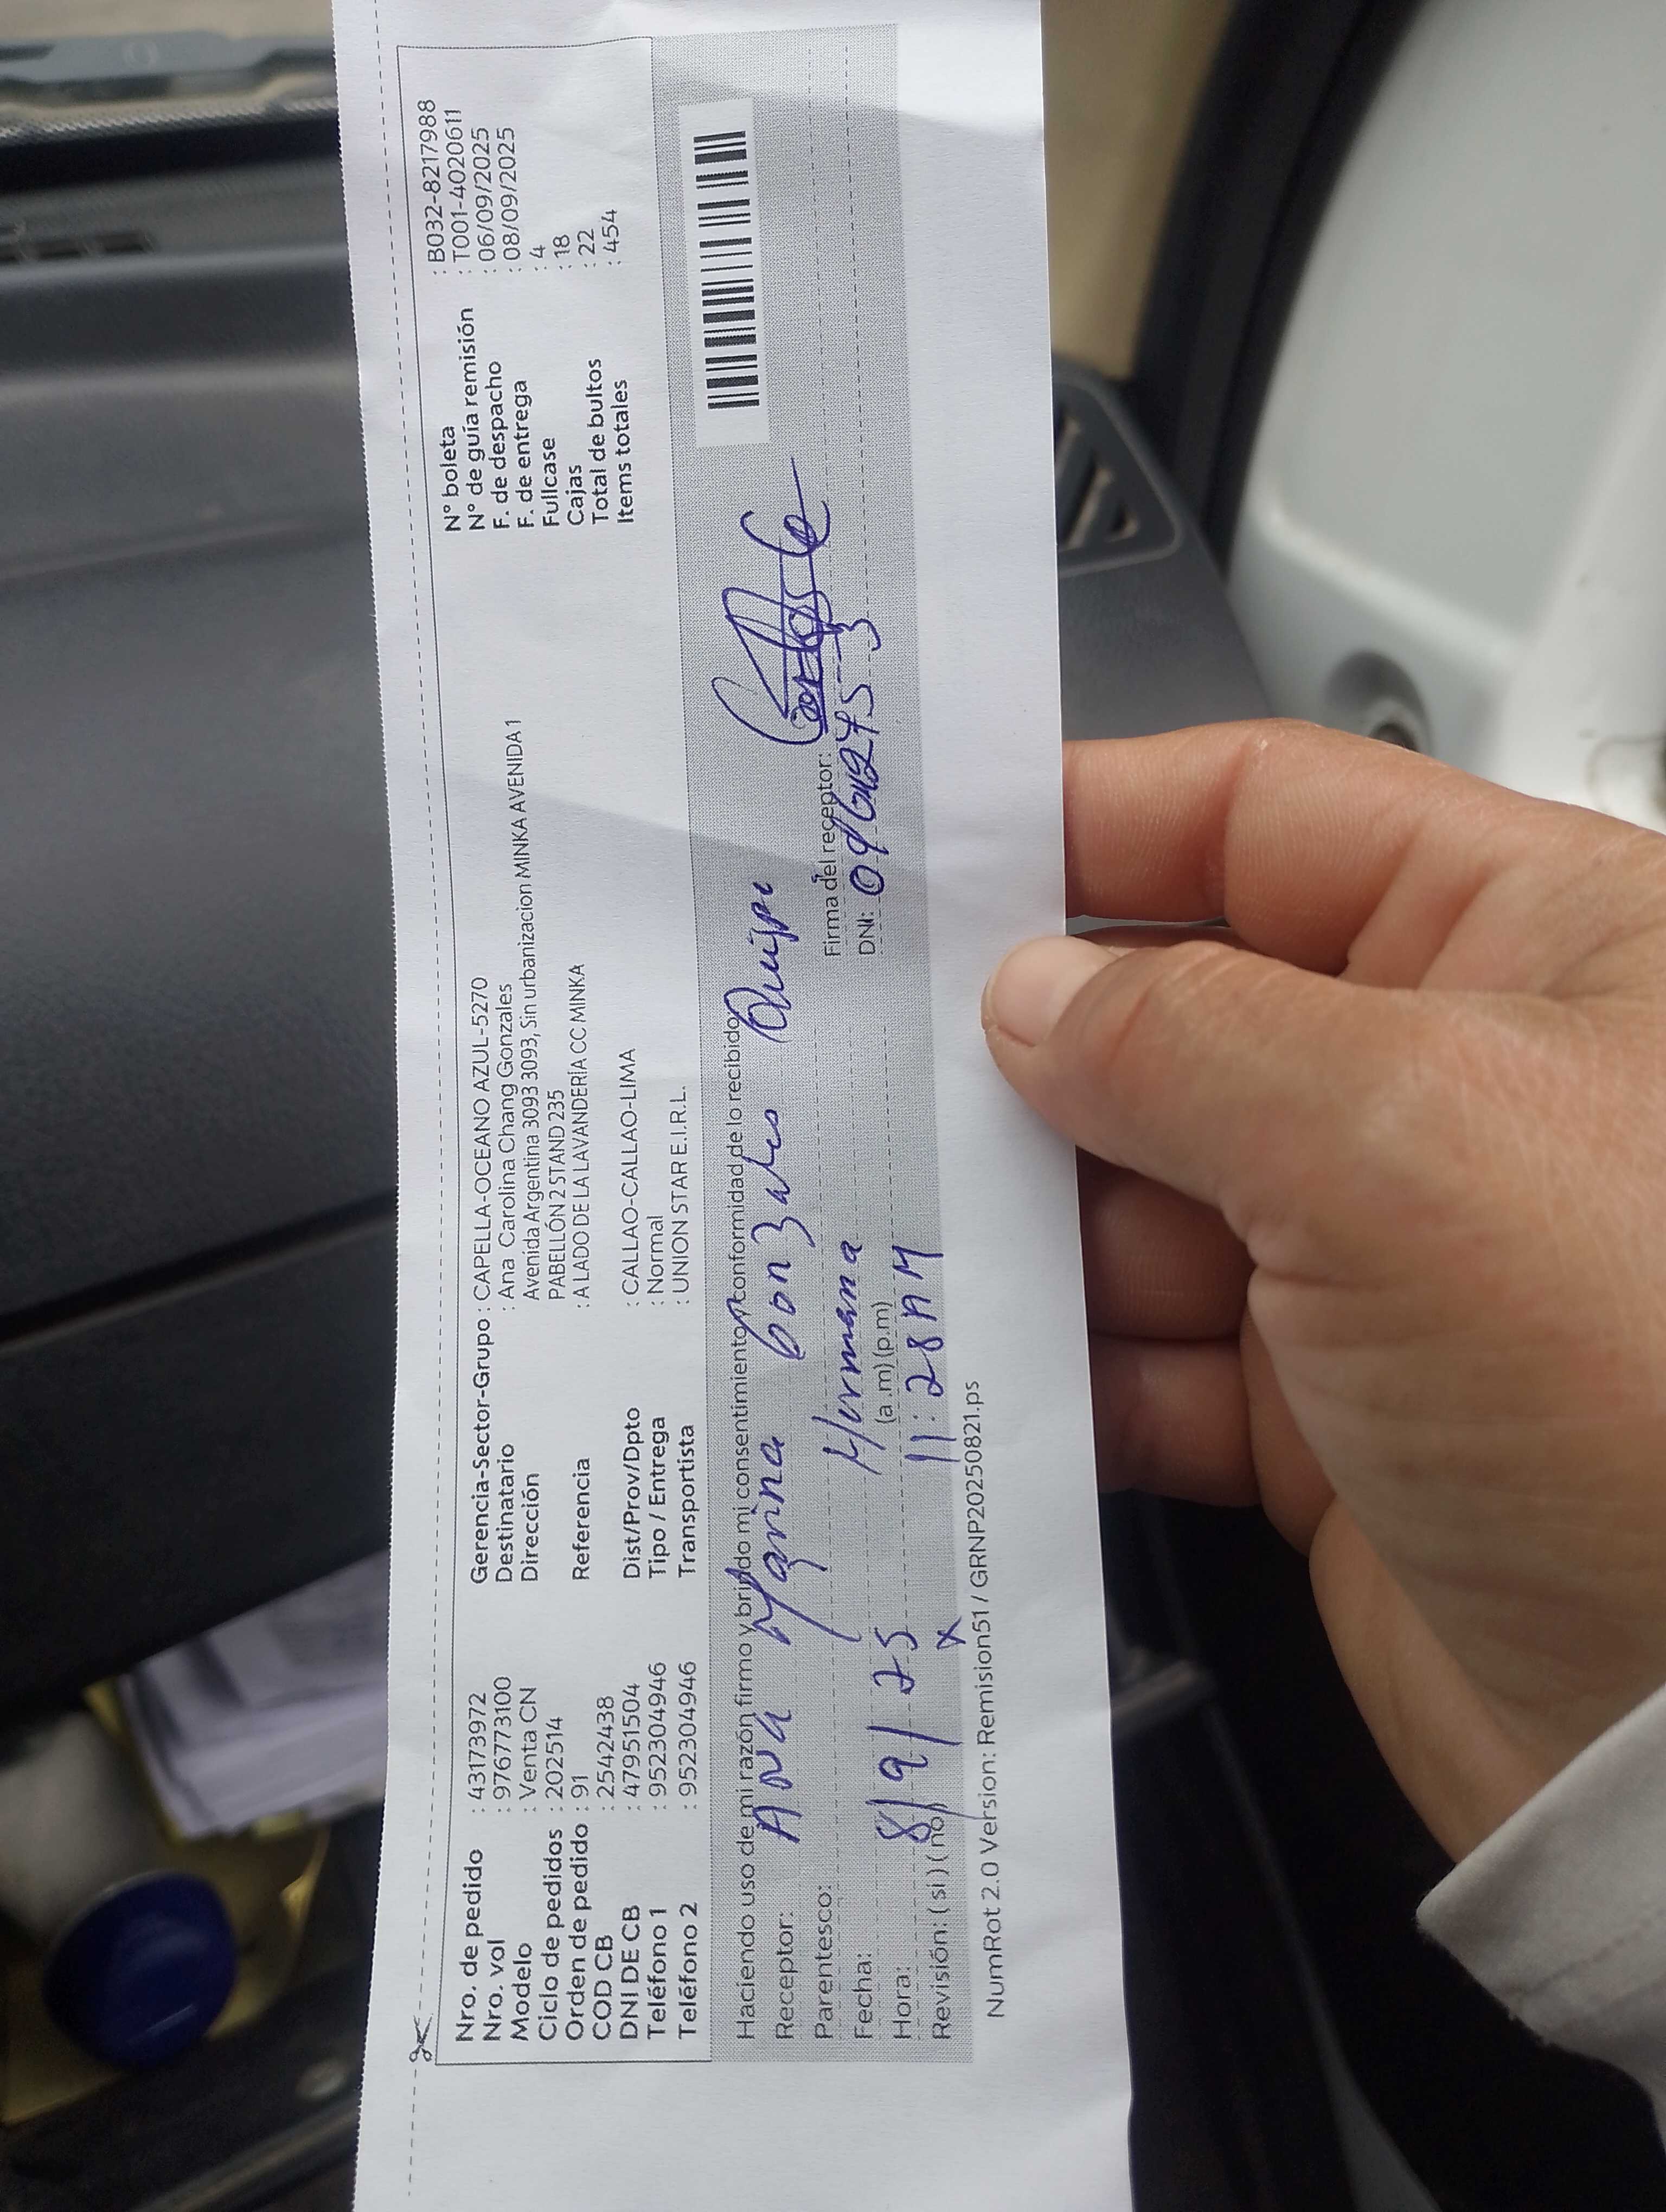 Nro. de pedido : 43173972
Nro. vol : 976773100
Modelo : Venta CN
Ciclo de pedidos : 202514
Orden de pedido : 91
COD CB : 2542438
DNI DE CB : 47951504
Teléfono 1 : 952304946
Teléfono 2 : 952304946
Gerencia-Sector-Grupo : CAPELLA-OCEANO AZUL-5270
Destinatario : Ana Carolina Chang Gonzales
Dirección Avenida Argentina 3093 3093, Sin urbanizacion MINKA AVENIDA 1
PABELLÓN 2 STAND 235
Referencia : A LADO DE LA LAVANDERÍA CC MINKA
Dist/Prov/Dpto : CALLAO-CALLAO-LIMA
Tipo / Entrega : Normal
Transportista : UNION STAR E.I.R.L.
N° boleta : B032-8217988
N° de guía remisión : T001-4020611
F. de despacho : 06/09/2025
F. de entrega : 08/09/2025
Fullcase : 4
Cajas : 18
Total de bultos : 22
Items totales : 454
Haciendo uso de mi razón firmo y brindo mi consentimiento y conformidad de lo recibido
Receptor: Ana Marina Gonzales Quispe
Parentesco: Hermana
Fecha: 8/9/25
Hora: (a.m) (p.m) 11:28 AM
Revisión: (si) (no) x
Firma del receptor:
DNI:
NumRot 2.0 Version: Remision51 / GRNP20250821.ps